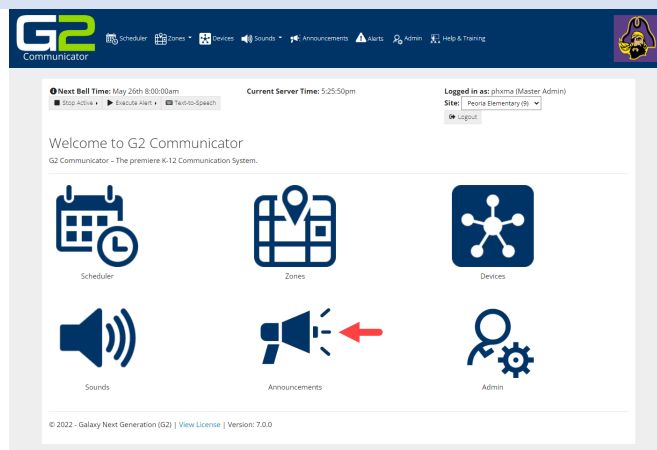 G2
Communicator
Scheduler Zones Devices Sounds Announcements Alerts Admin Help & Training
Next Bell Time: May 26th 8:00:00am Current Server Time: 5:25:50pm Logged in as: phxma (Master Admin)
Stop Active Execute Alert Text-to-Speech Site: Peoria Elementary (9)
Logout
Welcome to G2 Communicator
G2 Communicator – The premiere K-12 Communication System.
Scheduler Zones Devices
Sounds Announcements Admin
© 2022 - Galaxy Next Generation (G2) | View License | Version: 7.0.0